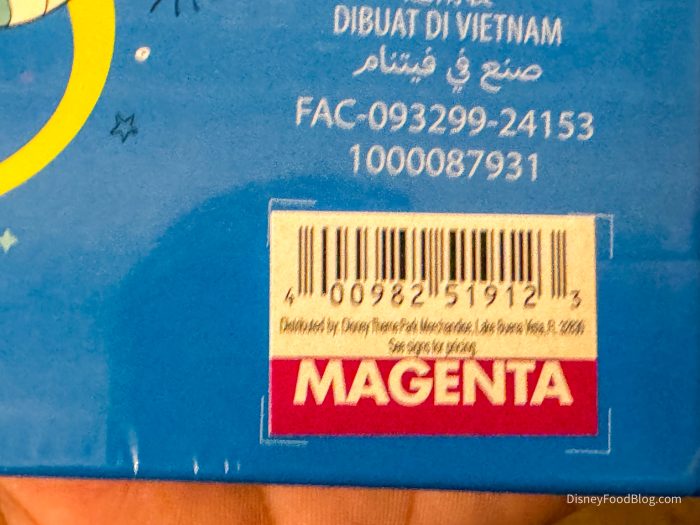 DIBUAT DI VIETNAM
صنع في فيتنام
FAC-093299-24153
1000087931
4 00982 51912 3
Distributed by Disney Theme Park Merchandise, Lake Buena Vista, FL 32830
See signs for pricing.
MAGENTA
DisneyFoodBlog.com